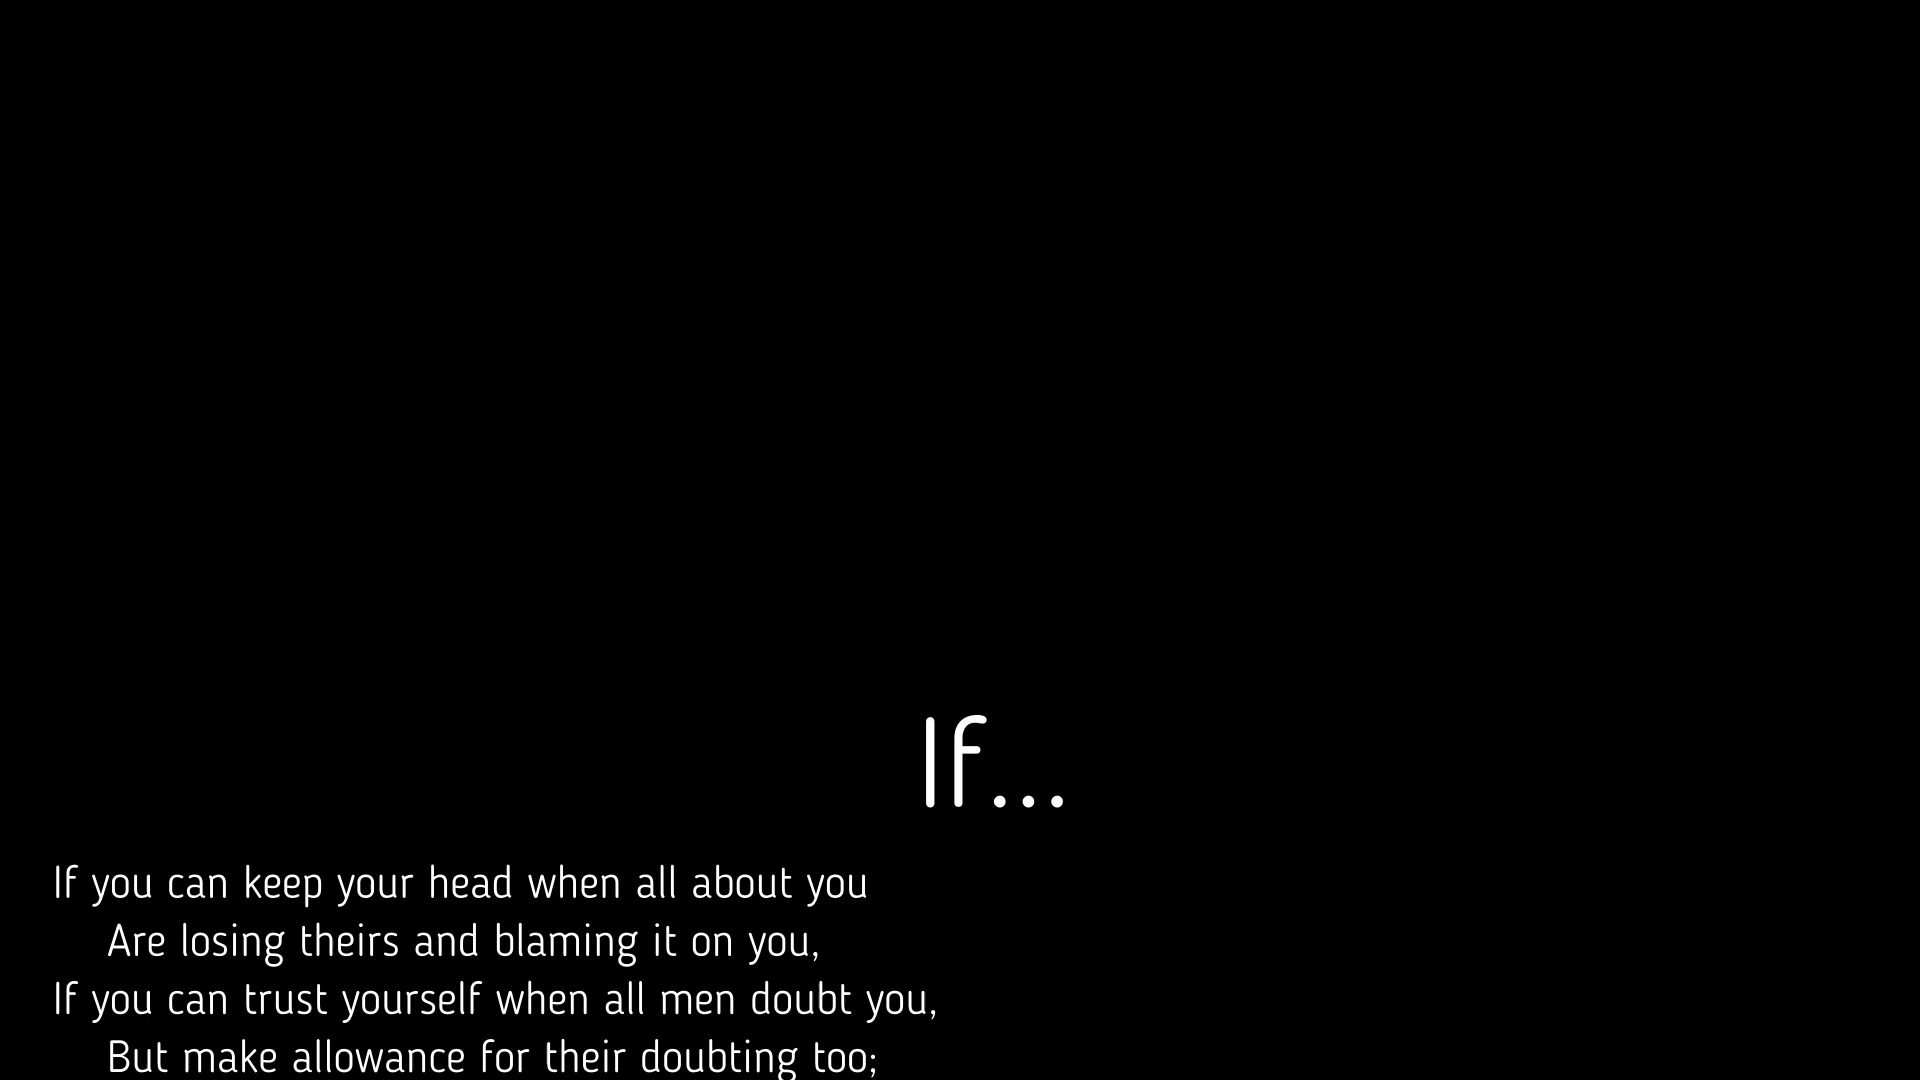 If...
If you can keep your head when all about you
Are losing theirs and blaming it on you,
If you can trust yourself when all men doubt you,
But make allowance for their doubting too;